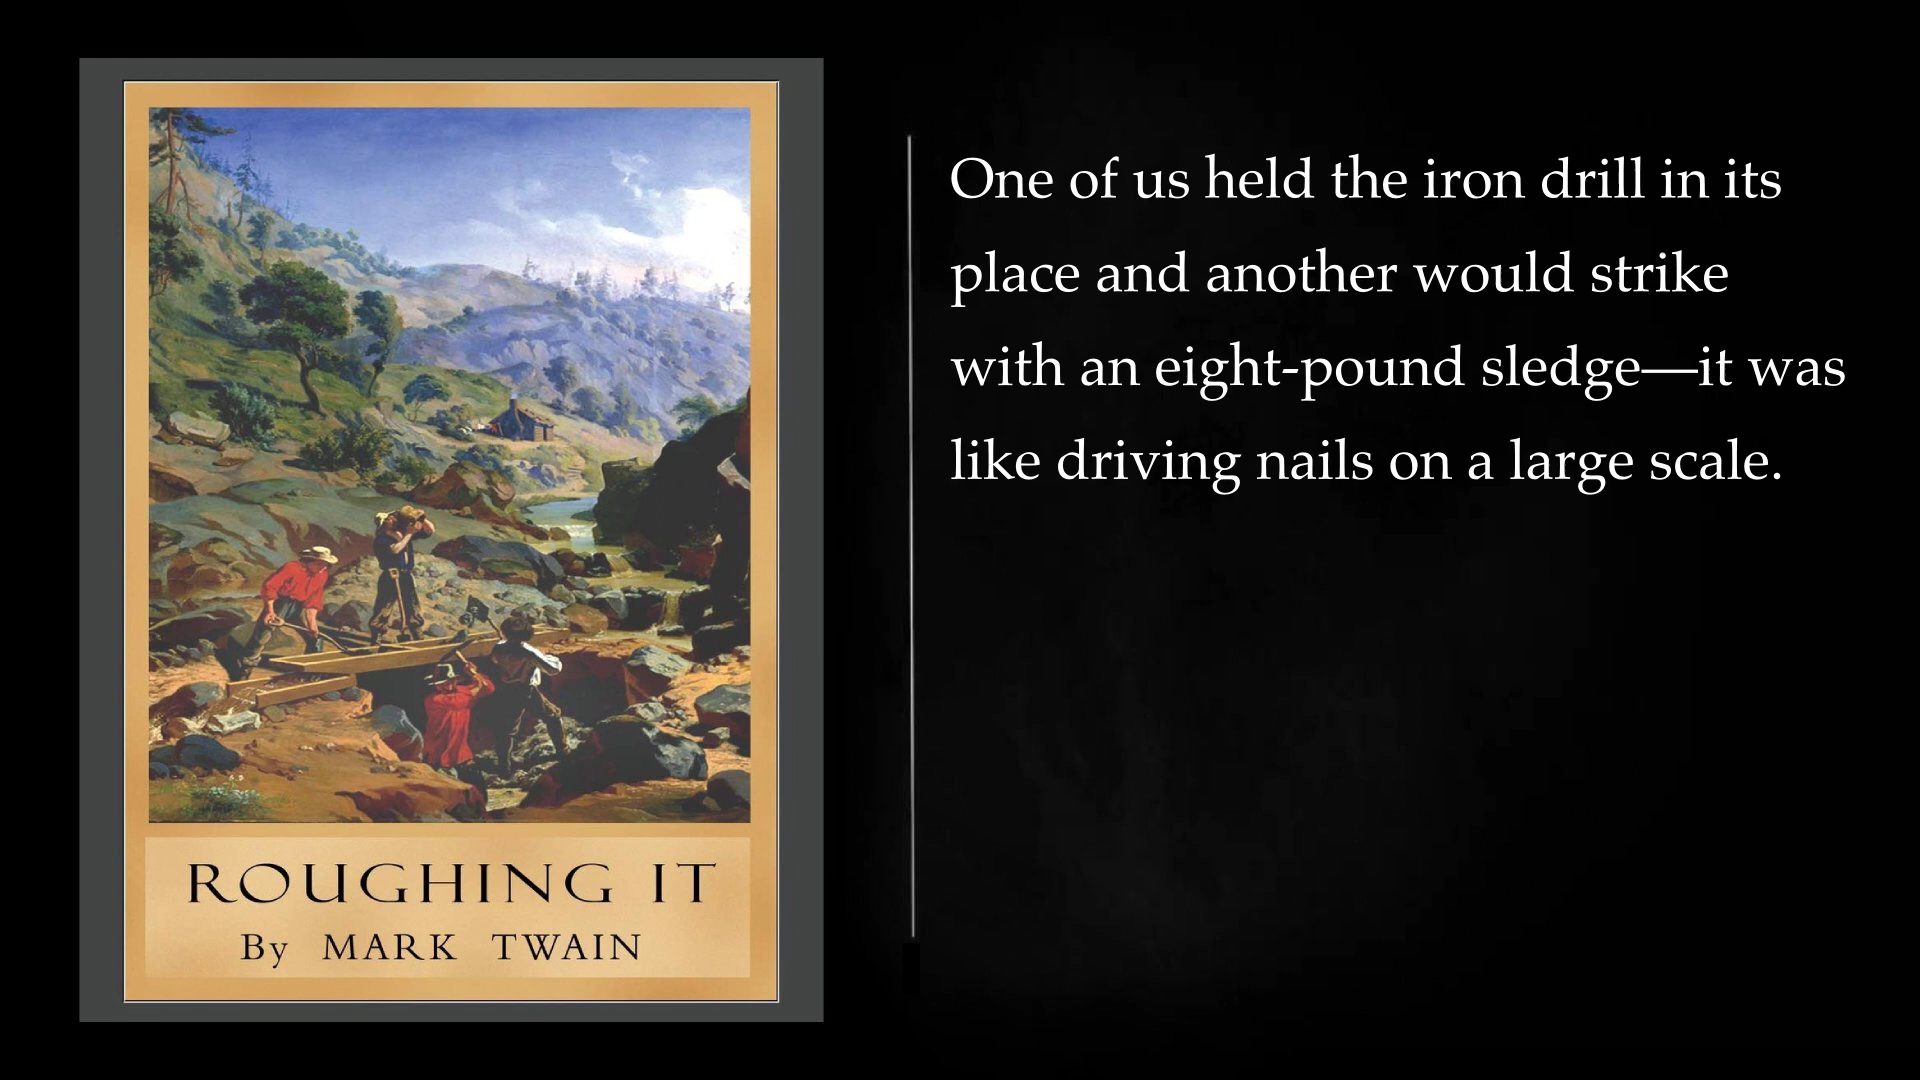 ROUGHING IT
By MARK TWAIN
One of us held the iron drill in its
place and another would strike
with an eight-pound sledge—it was
like driving nails on a large scale.